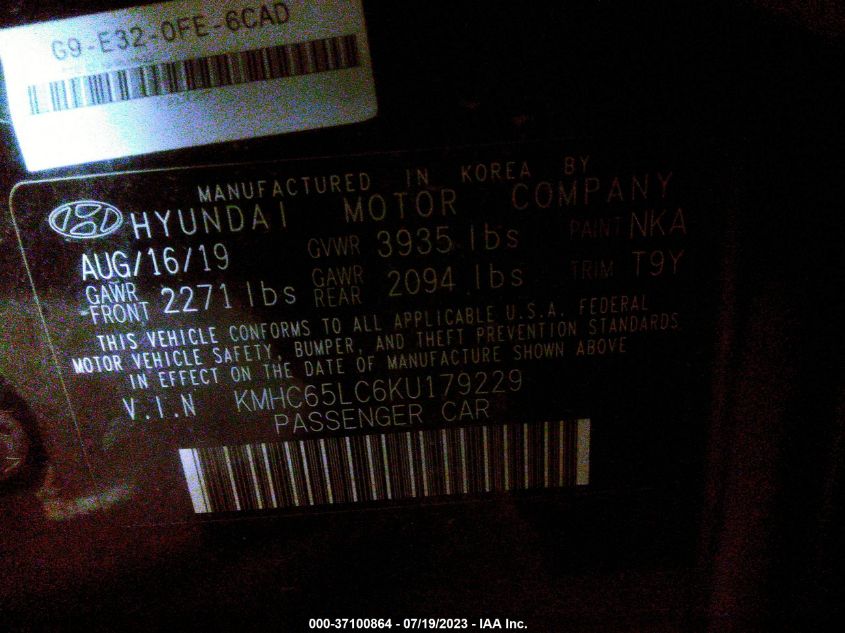 G9-E32-0FE-6CAD
MANUFACTURED IN KOREA BY
HYUNDAI MOTOR COMPANY
AUG/16/19 GVWR 3935 lbs PAINT NKA
GAWR FRONT 2271 lbs GAWR REAR 2094 lbs TRIM T9Y
THIS VEHICLE CONFORMS TO ALL APPLICABLE U.S.A. FEDERAL
MOTOR VEHICLE SAFETY, BUMPER, AND THEFT PREVENTION STANDARDS
IN EFFECT ON THE DATE OF MANUFACTURE SHOWN ABOVE
V.I.N KMHC65LC6KU179229
PASSENGER CAR
000-37100864 - 07/19/2023 - IAA Inc.